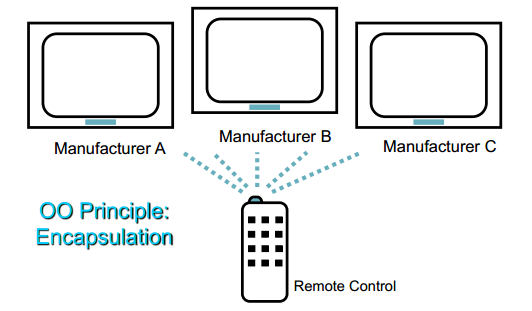 Manufacturer A
Manufacturer B
Manufacturer C
OO Principle:
Encapsulation
Remote Control